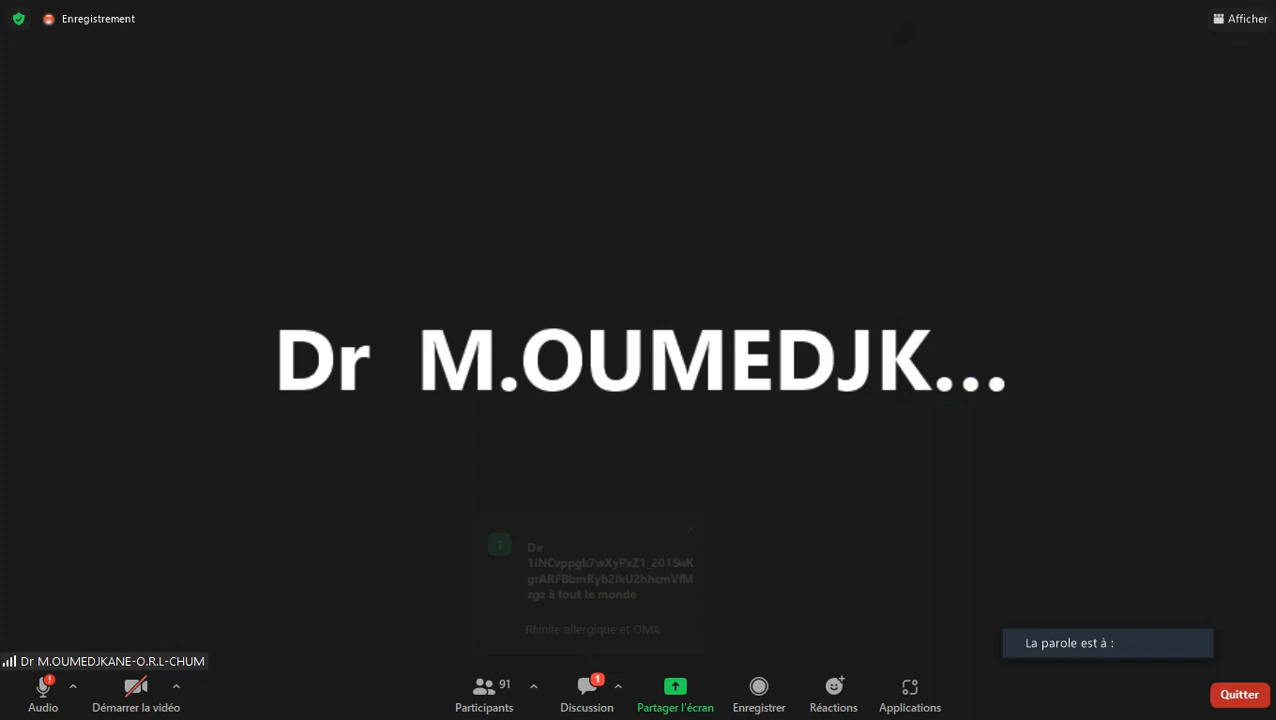 Enregistrement
Afficher
Dr M.OUMEDJK...
1
De
1iNCvppgk7wXyPxZ1_201SwK
grARFBbmRyb2lkU2hhcmVfM
zgz à tout le monde
Rhinite allergique et OMA
La parole est à :
Dr M.OUMEDJKANE-O.R.L-CHUM
91
1
Audio
Démarrer la vidéo
Participants
Discussion
Partager l'écran
Enregistrer
Réactions
Applications
Quitter